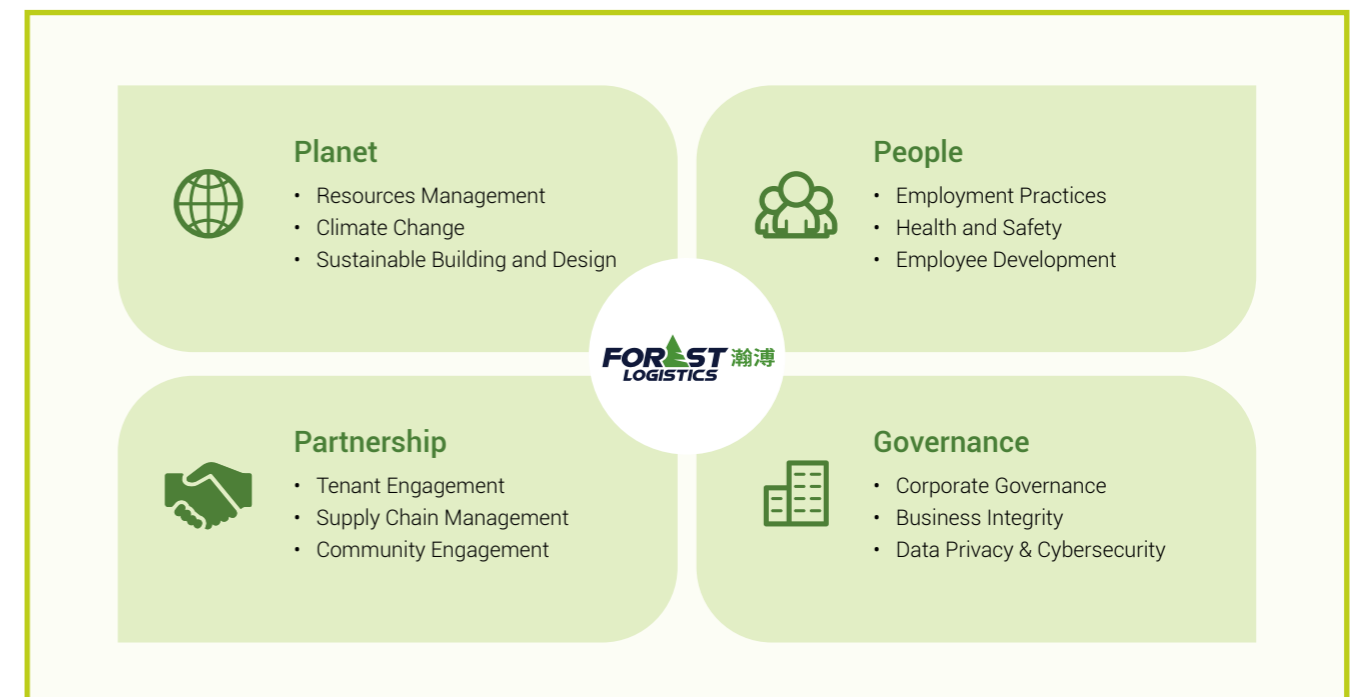 Planet
• Resources Management
• Climate Change
• Sustainable Building and Design
People
• Employment Practices
• Health and Safety
• Employee Development
FOREST 瀚溥
LOGISTICS
Partnership
• Tenant Engagement
• Supply Chain Management
• Community Engagement
Governance
• Corporate Governance
• Business Integrity
• Data Privacy & Cybersecurity